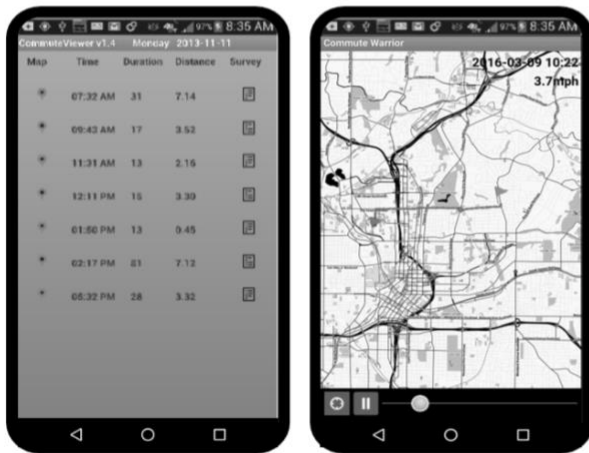 97% 8:35 AM
CommuteViewer v1.4 Monday 2013-11-11
Map Time Duration Distance Survey
07:32 AM 31 7.14
09:43 AM 17 3.52
11:31 AM 13 2.16
12:11 PM 15 3.30
01:50 PM 13 0.45
02:17 PM 81 7.12
05:32 PM 28 3.32
97% 8:35 AM
Commute Warrior
2016-03-09 10:22
3.7mph